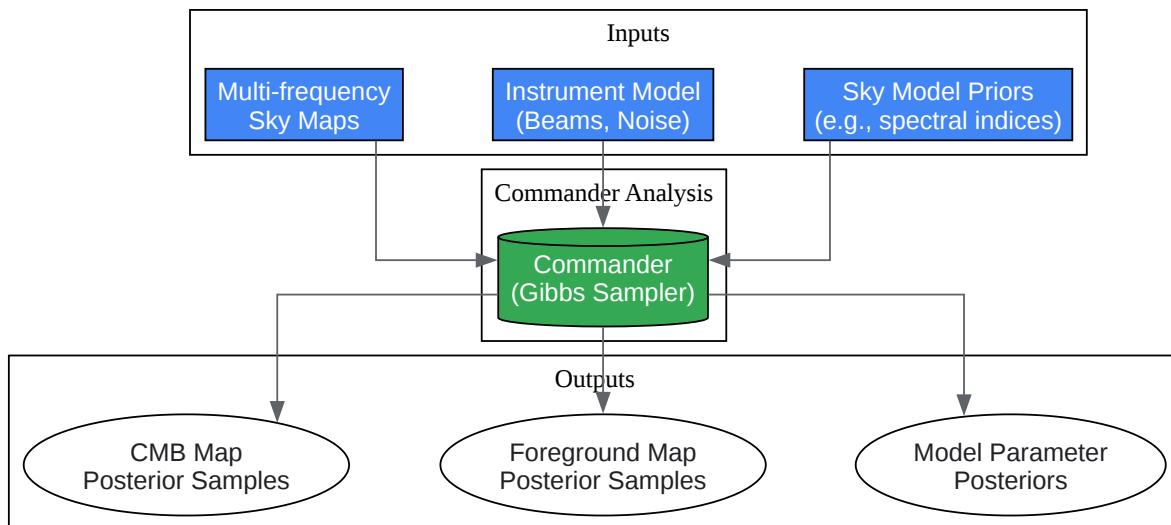 Inputs
Multi-frequency
Sky Maps
Instrument Model
(Beams, Noise)
Sky Model Priors
(e.g., spectral indices)
Commander Analysis
Commander
(Gibbs Sampler)
Outputs
CMB Map
Posterior Samples
Foreground Map
Posterior Samples
Model Parameter
Posteriors